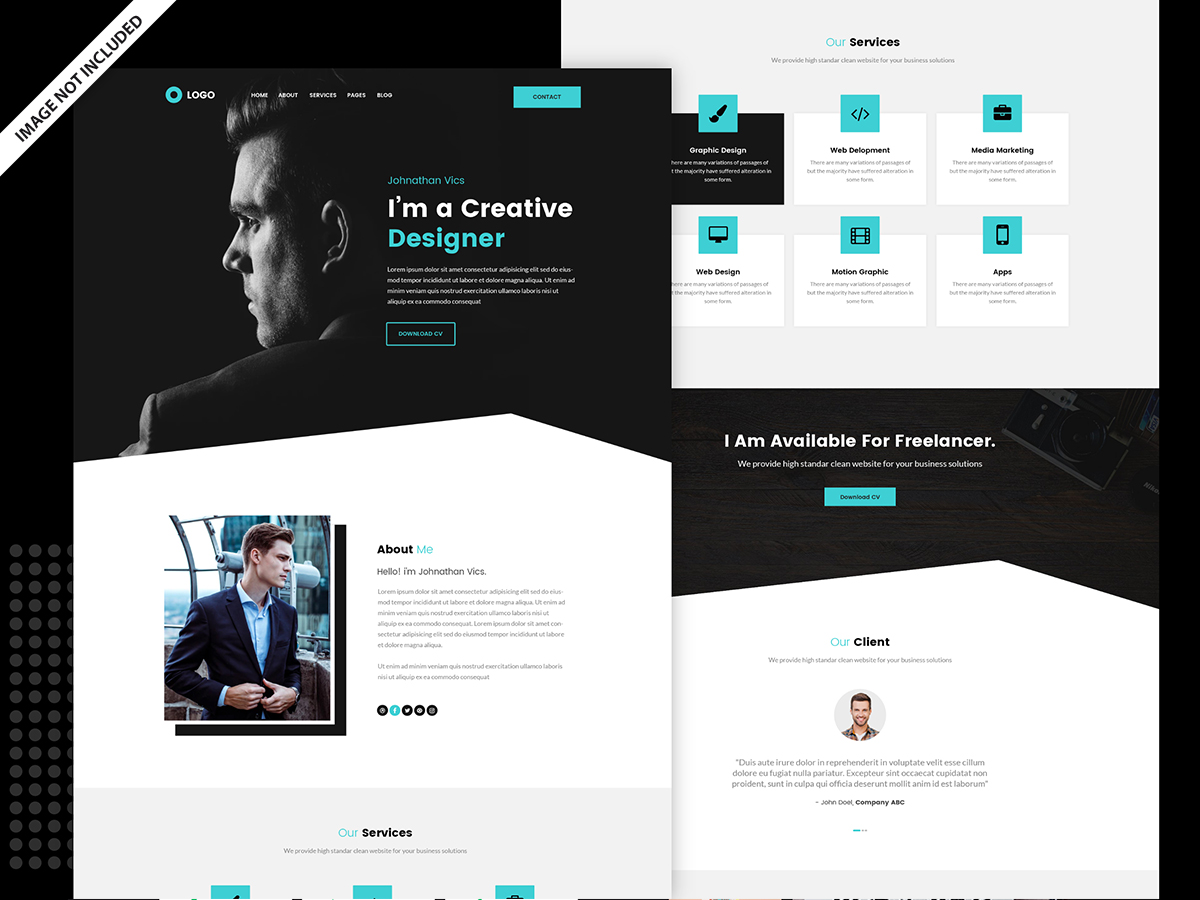 IMAGE NOT INCLUDED
LOGO
HOME ABOUT SERVICES PAGES BLOG
CONTACT
Johnathan Vics
I'm a Creative
Designer
Lorem ipsum dolor sit amet consectetur adipisicing elit sed do eius-
mod tempor incididunt ut labore et dolore magna aliqua. Ut enim ad
minim veniam quis nostrud exercitation ullamco laboris nisi ut
aliquip ex ea commodo consequat
DOWNLOAD CV
About Me
Hello! i'm Johnathan Vics.
Lorem ipsum dolor sit amet consectetur adipisicing elit sed do eius-
mod tempor incididunt ut labore et dolore magna aliqua. Ut enim ad
minim veniam quis nostrud exercitation ullamco laboris nisi ut
aliquip ex ea commodo consequat. Lorem ipsum dolor sit amet con-
sectetur adipisicing elit sed do eiusmod tempor incididunt ut labore
et dolore magna aliqua.
Ut enim ad minim veniam quis nostrud exercitation ullamco laboris
nisi ut aliquip ex ea commodo consequat
Our Services
We provide high standar clean website for your business solutions
Our Services
We provide high standar clean website for your business solutions
Graphic Design
here are many variations of passages of
t the majority have suffered alteration in
some form.
Web Delopment
There are many variations of passages of
but the majority have suffered alteration in
some form.
Media Marketing
There are many variations of passages of
but the majority have suffered alteration in
some form.
Web Design
here are many variations of passages of
t the majority have suffered alteration in
some form.
Motion Graphic
There are many variations of passages of
but the majority have suffered alteration in
some form.
Apps
There are many variations of passages of
but the majority have suffered alteration in
some form.
I Am Available For Freelancer.
We provide high standar clean website for your business solutions
Download CV
Our Client
We provide high standar clean website for your business solutions
"Duis aute irure dolor in reprehenderit in voluptate velit esse cillum
dolore eu fugiat nulla pariatur. Excepteur sint occaecat cupidatat non
proident, sunt in culpa qui officia deserunt mollit anim id est laborum"
- John Doel, Company ABC